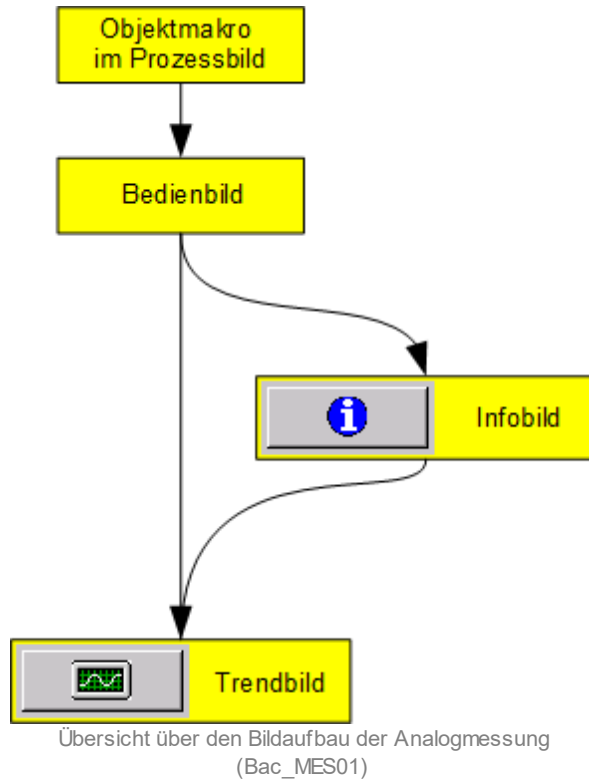 Objektmakro
im Prozessbild
Bedienbild
Infobild
Trendbild
Übersicht über den Bildaufbau der Analogmessung
(Bac_MES01)